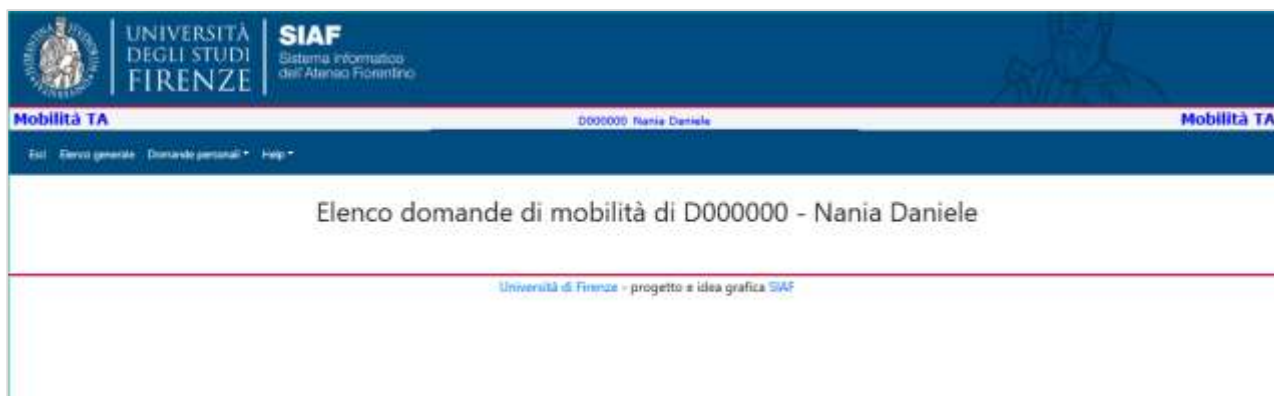 UNIVERSITÀ
DEGLI STUDI
FIRENZE
SIAF
Sistema Informatico
dell'Ateneo Fiorentino
Mobilità TA D000000 Nania Daniele Mobilità TA
Esci Elenco generale Domande personali Help
Elenco domande di mobilità di D000000 - Nania Daniele
Università di Firenze - progetto e idea grafica SIAF